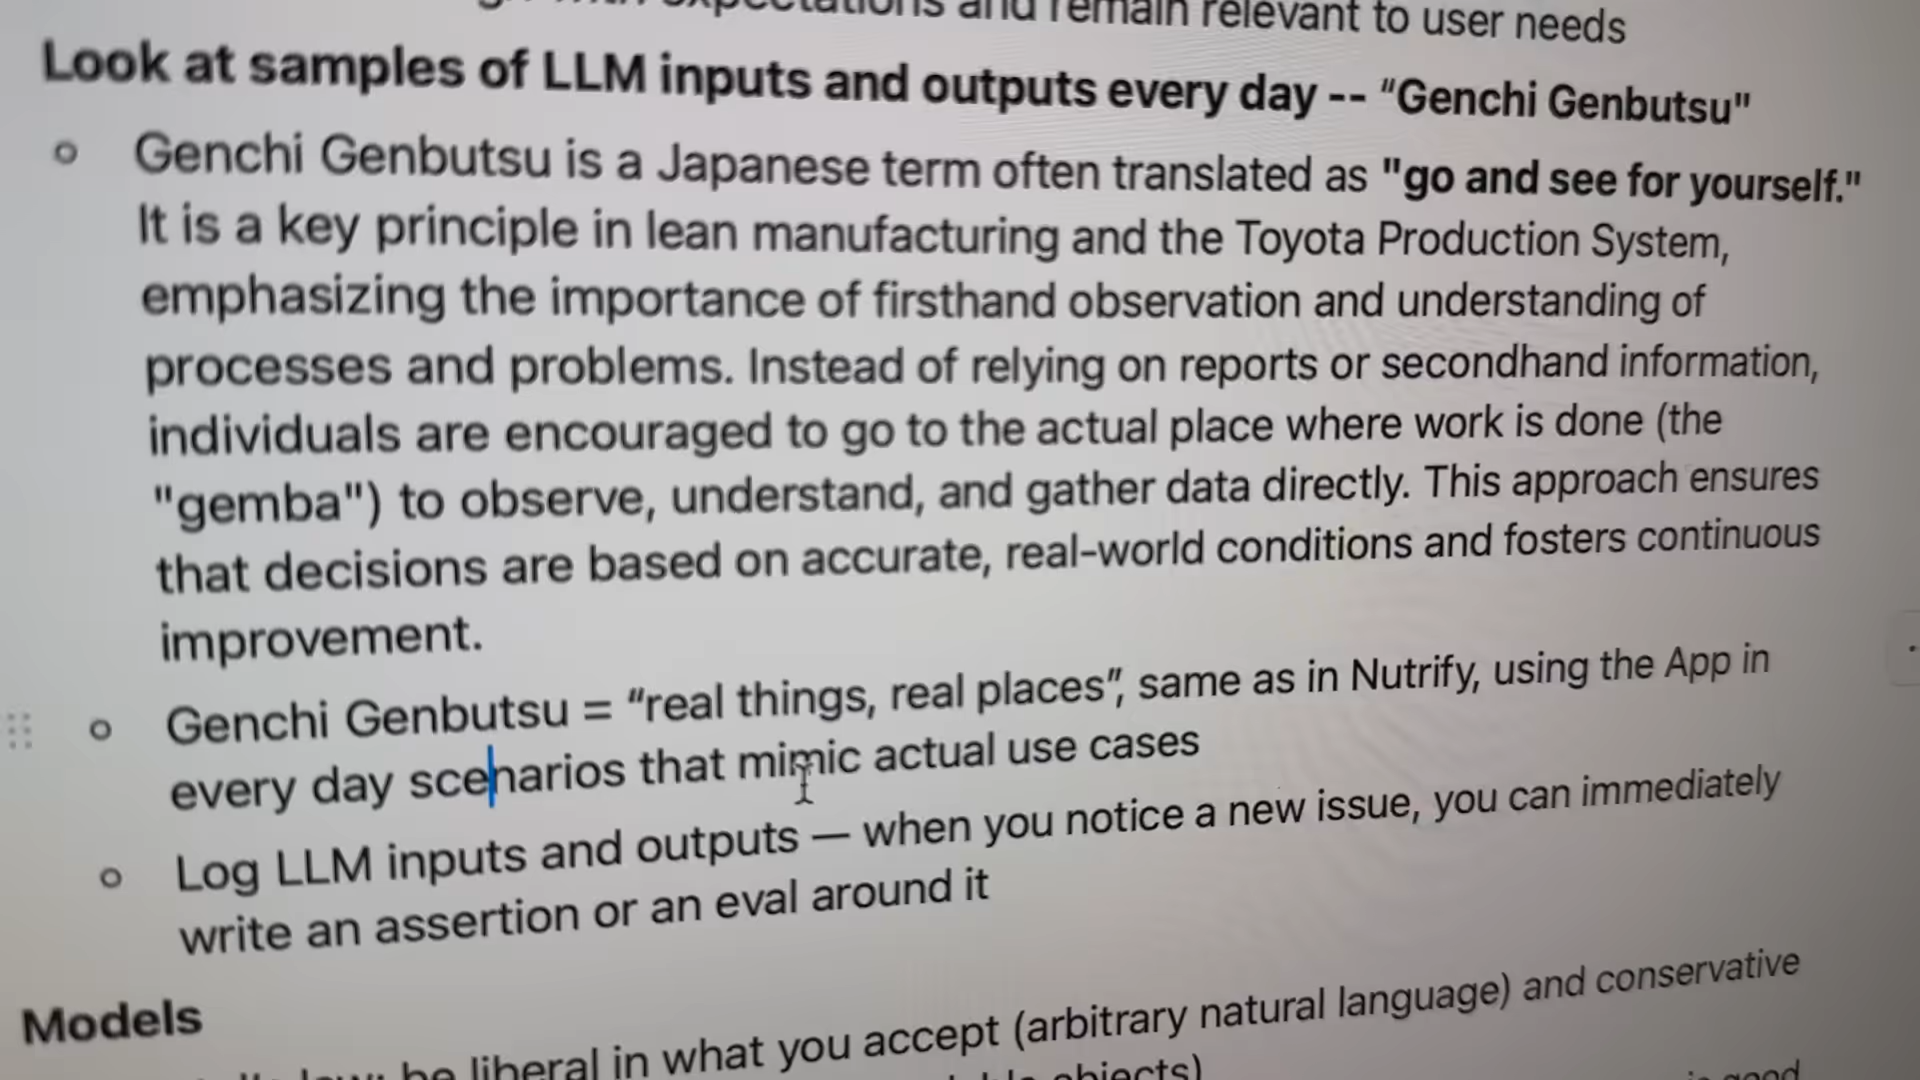 expectations and remain relevant to user needs
Look at samples of LLM inputs and outputs every day -- “Genchi Genbutsu"
Genchi Genbutsu is a Japanese term often translated as "go and see for yourself."
It is a key principle in lean manufacturing and the Toyota Production System,
emphasizing the importance of firsthand observation and understanding of
processes and problems. Instead of relying on reports or secondhand information,
individuals are encouraged to go to the actual place where work is done (the
"gemba") to observe, understand, and gather data directly. This approach ensures
that decisions are based on accurate, real-world conditions and fosters continuous
improvement.
Genchi Genbutsu = “real things, real places”, same as in Nutrify, using the App in
every day scenarios that mimic actual use cases
Log LLM inputs and outputs — when you notice a new issue, you can immediately
write an assertion or an eval around it
Models
be liberal in what you accept (arbitrary natural language) and conservative
objects)
good